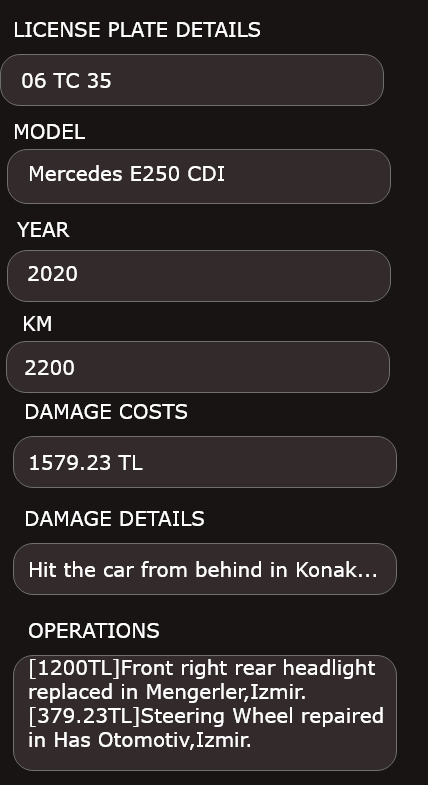 LICENSE PLATE DETAILS
06 TC 35
MODEL
Mercedes E250 CDI
YEAR
2020
KM
2200
DAMAGE COSTS
1579.23 TL
DAMAGE DETAILS
Hit the car from behind in Konak...
OPERATIONS
[1200TL]Front right rear headlight
replaced in Mengerler,Izmir.
[379.23TL]Steering Wheel repaired
in Has Otomotiv,Izmir.